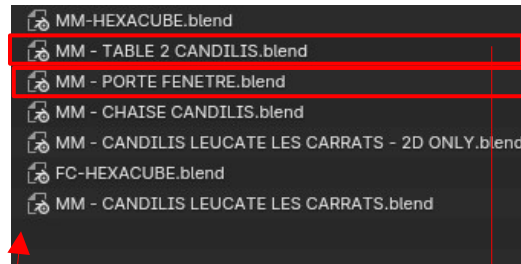 MM-HEXACUBE.blend
MM - TABLE 2 CANDILIS.blend
MM - PORTE FENETRE.blend
MM - CHAISE CANDILIS.blend
MM - CANDILIS LEUCATE LES CARRATS - 2D ONLY.blend
FC-HEXACUBE.blend
MM - CANDILIS LEUCATE LES CARRATS.blend